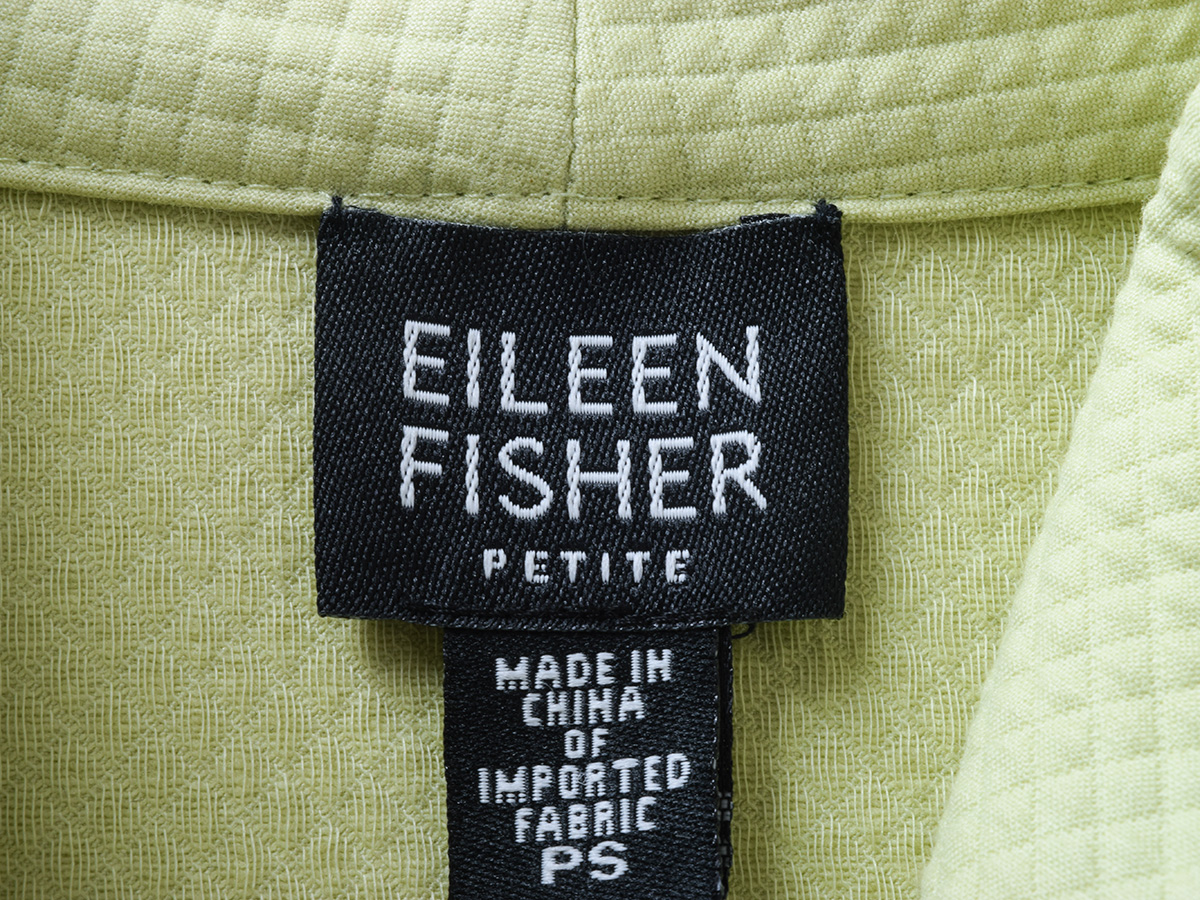 EILEEN
FISHER
PETITE
MADE IN
CHINA
OF
IMPORTED
FABRIC
PS